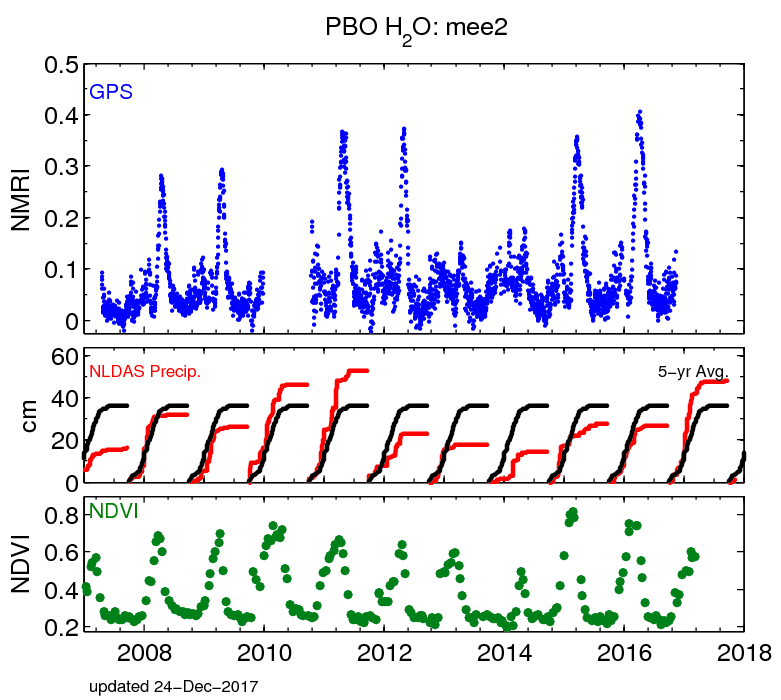 PBO H2O: mee2
0.5
GPS
0.4
0.3
NMRI
0.2
0.1
0
60
NLDAS Precip.
5-yr Avg.
40
cm
20
0
NDVI
0.8
0.6
NDVI
0.4
0.2
2008 2010 2012 2014 2016 2018
updated 24-Dec-2017